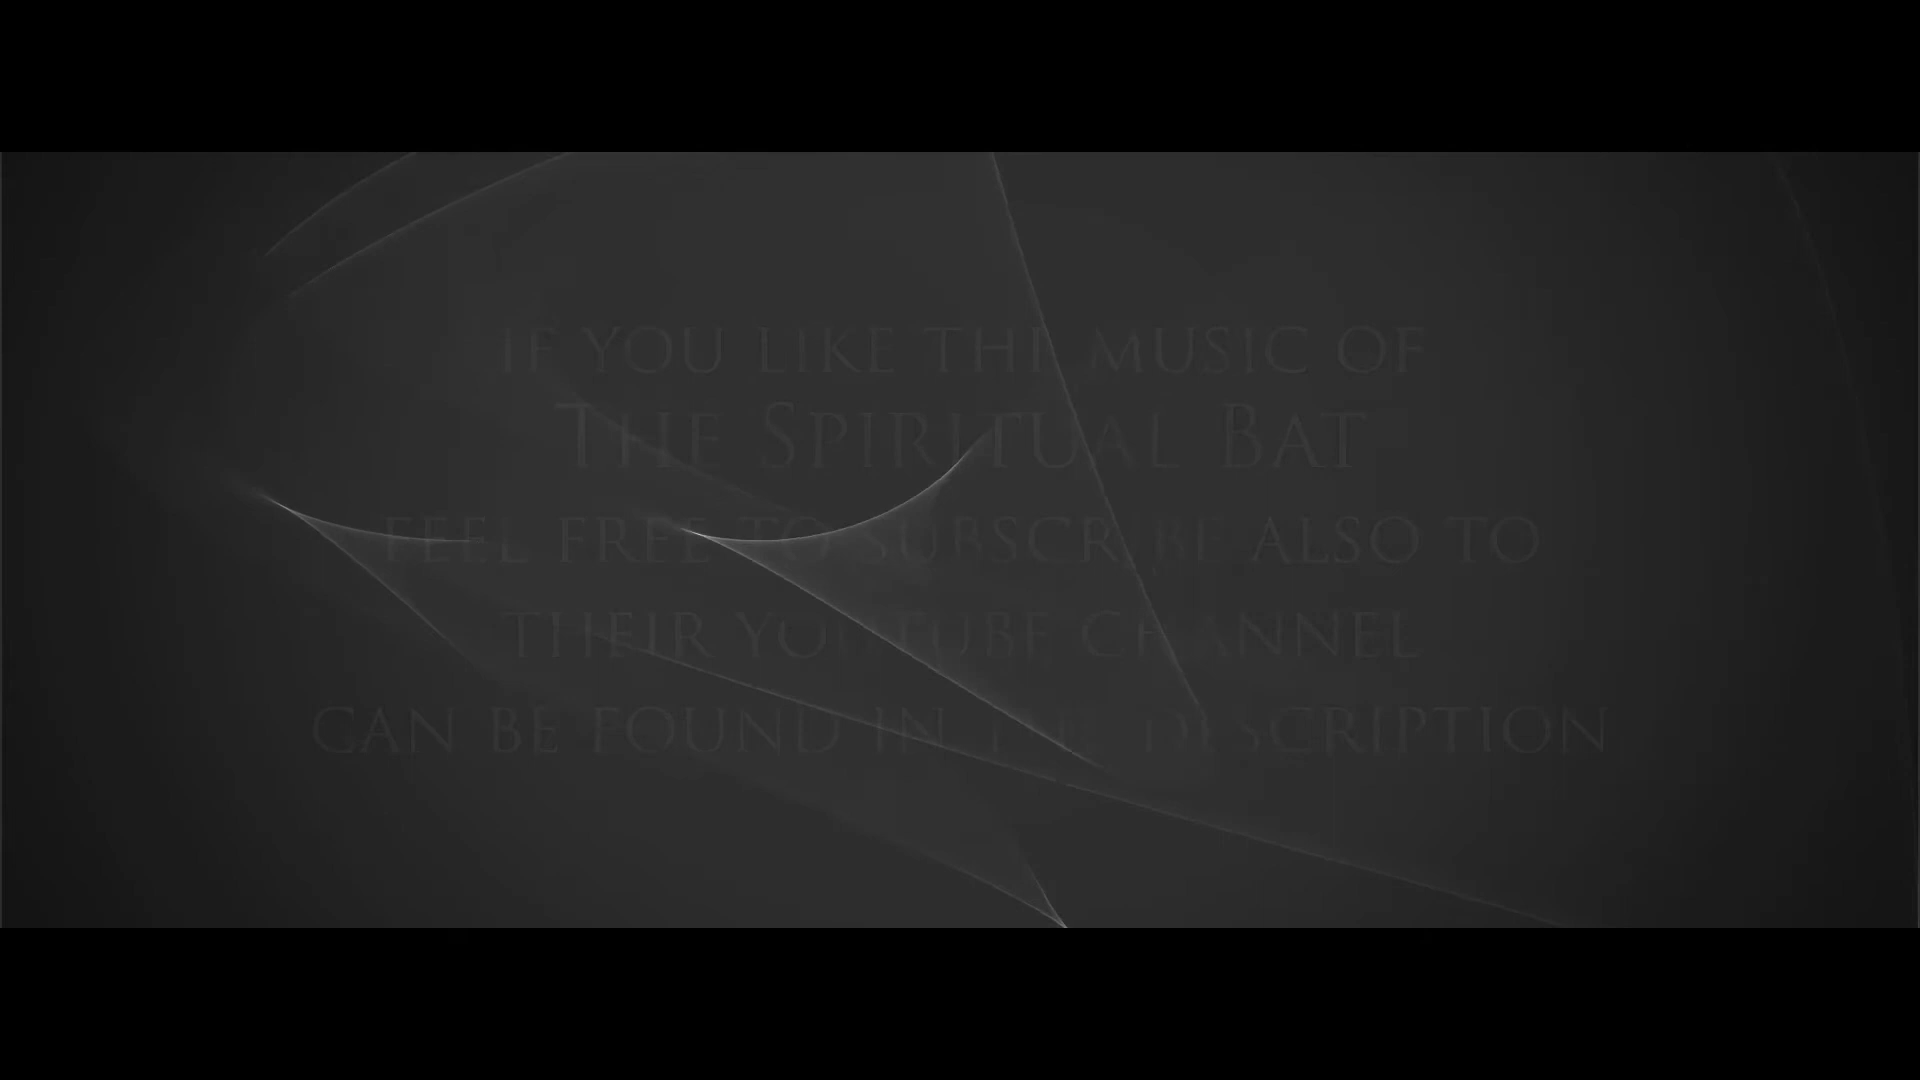 IF YOU LIKE THE MUSIC OF
THE SPIRITUAL BAT
FEEL FREE TO SUBSCRIBE ALSO TO
THEIR YOUTUBE CHANNEL
CAN BE FOUND IN THE DESCRIPTION